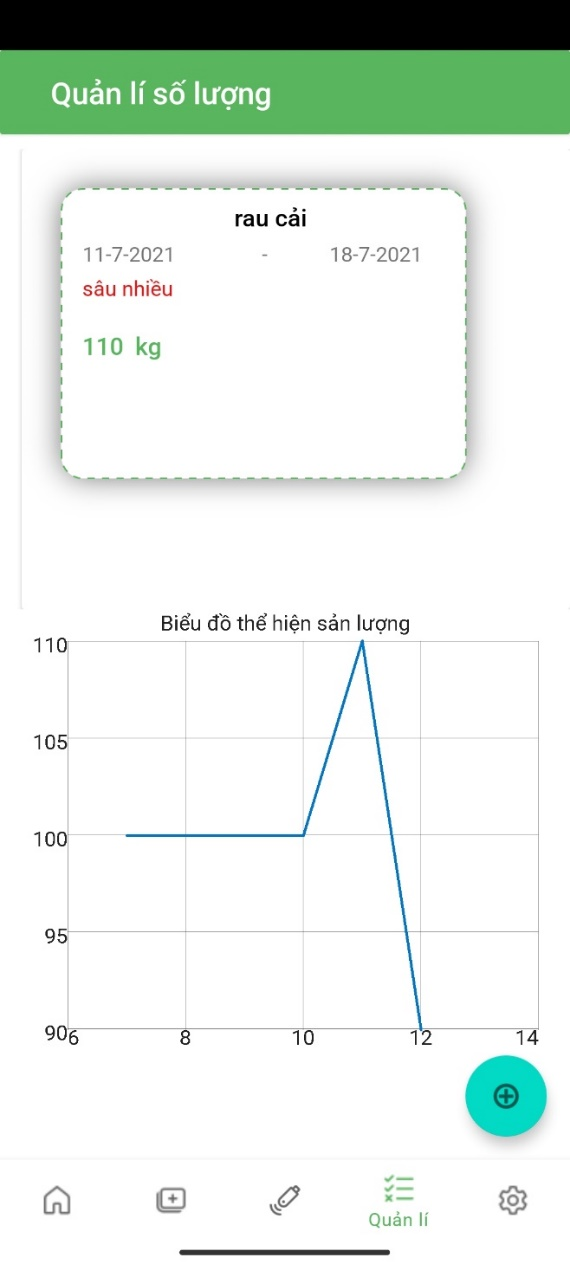 Quản lí số lượng
rau cải
11-7-2021 - 18-7-2021
sâu nhiều
110 kg
Biểu đồ thể hiện sản lượng
110
105
100
95
90
6 8 10 12 14
Quản lí